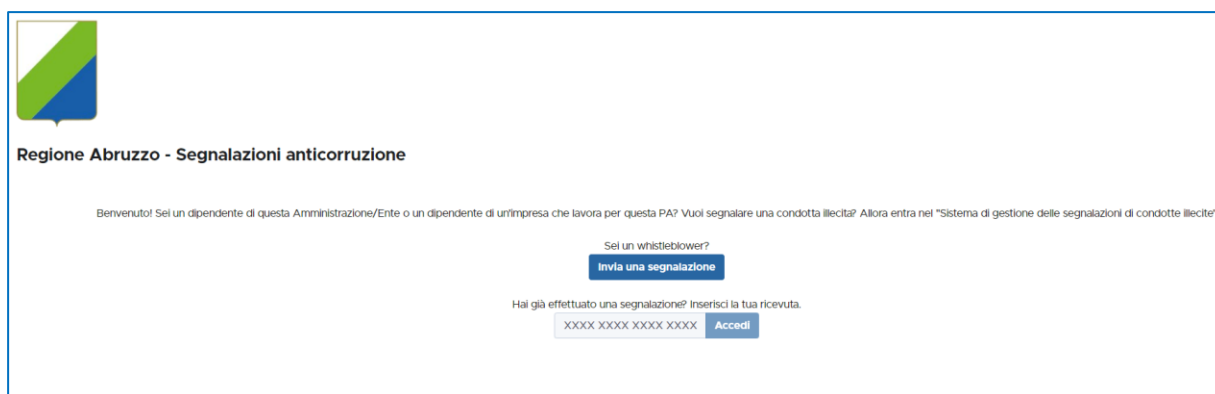 Regione Abruzzo - Segnalazioni anticorruzione
Benvenuto! Sei un dipendente di questa Amministrazione/Ente o un dipendente di un'impresa che lavora per questa PA? Vuoi segnalare una condotta illecita? Allora entra nel "Sistema di gestione delle segnalazioni di condotte illecite"
Sei un whistleblower?
Invia una segnalazione
Hai già effettuato una segnalazione? Inserisci la tua ricevuta.
XXXX XXXX XXXX XXXX Accedi